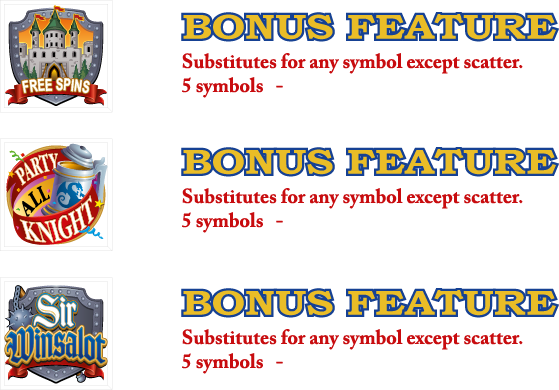 FREE SPINS
BONUS FEATURE
Substitutes for any symbol except scatter.
5 symbols -
PARTY
ALL
KNIGHT
BONUS FEATURE
Substitutes for any symbol except scatter.
5 symbols -
Sir
Winsalot
BONUS FEATURE
Substitutes for any symbol except scatter.
5 symbols -